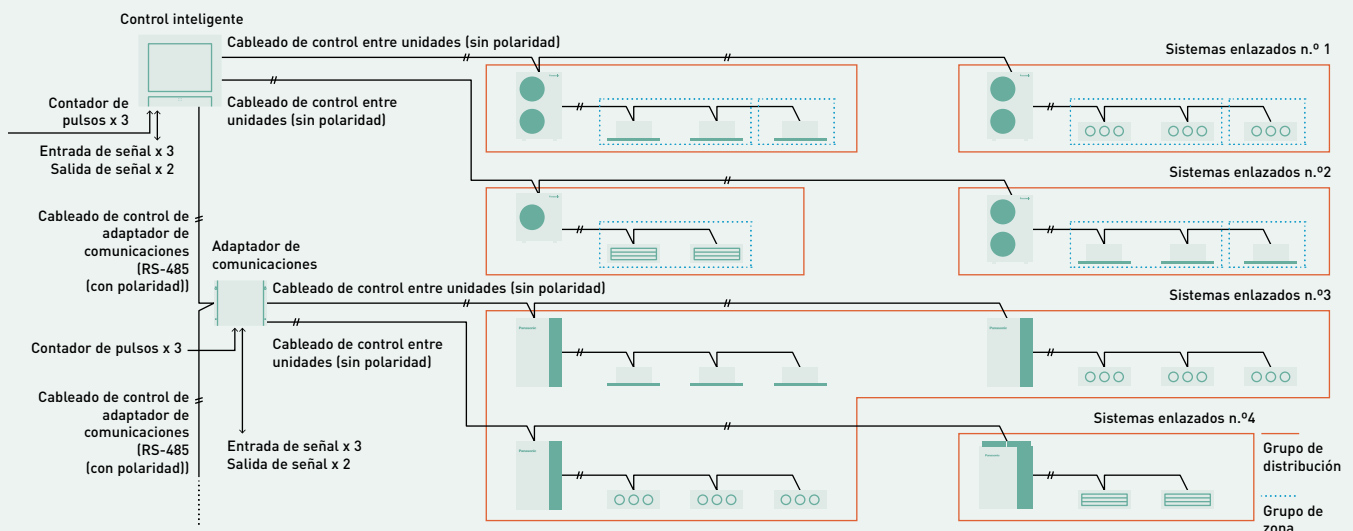 Control inteligente
Cableado de control entre unidades (sin polaridad)
Sistemas enlazados n.º 1
Cableado de control entre
unidades (sin polaridad)
Contador de
pulsos x 3
Entrada de señal x 3
Salida de señal x 2
Sistemas enlazados n.º2
Cableado de control de
adaptador de
comunicaciones
(RS-485
(con polaridad))
Adaptador de
comunicaciones
Cableado de control entre unidades (sin polaridad)
Sistemas enlazados n.º3
Contador de pulsos x 3
Cableado de control entre
unidades (sin polaridad)
Panasonic
Panasonic
Cableado de control de
adaptador de
comunicaciones
(RS-485
(con polaridad))
Entrada de señal x 3
Salida de señal x 2
Sistemas enlazados n.º4
Panasonic
Panasonic
Grupo de
distribución
Grupo de
zona